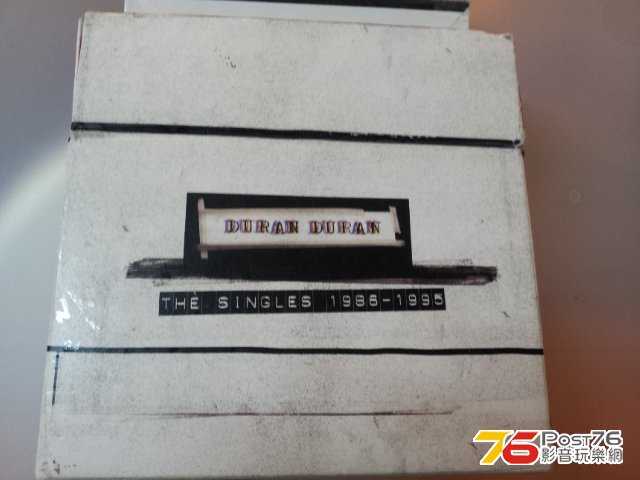 DURAN DURAN
THE SINGLES 1986-1995
76 Post76
影音玩樂網